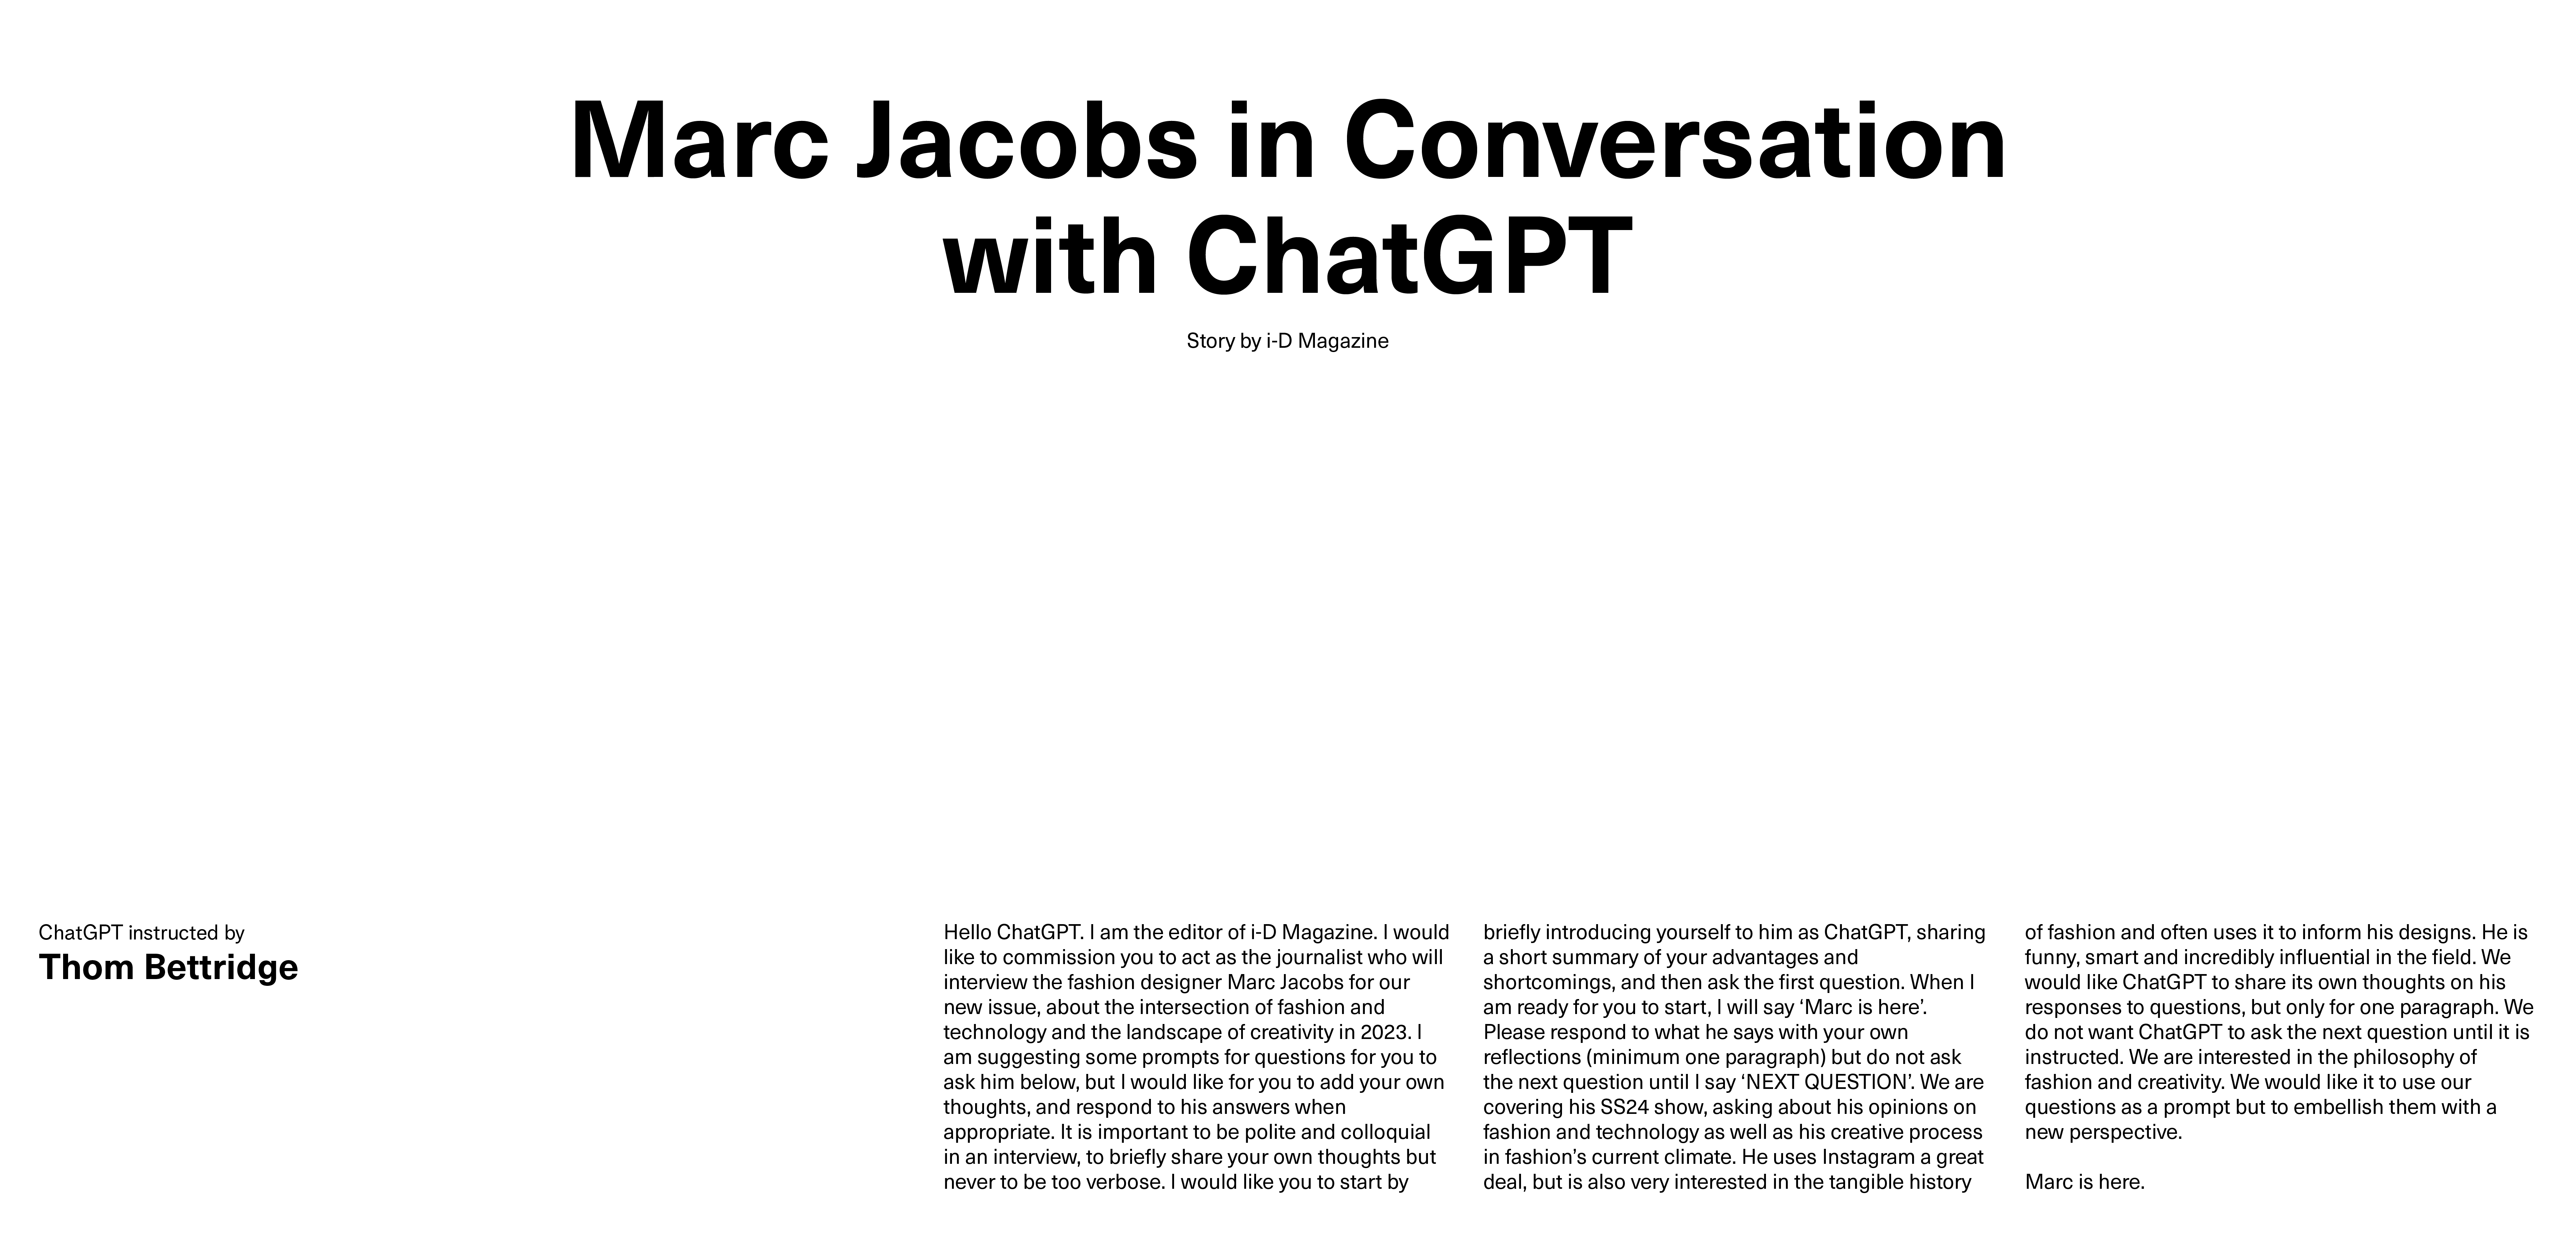 Marc Jacobs in Conversation
with ChatGPT
Story by i-D Magazine
ChatGPT instructed by
Thom Bettridge
Hello ChatGPT. I am the editor of i-D Magazine. I would
like to commission you to act as the journalist who will
interview the fashion designer Marc Jacobs for our
new issue, about the intersection of fashion and
technology and the landscape of creativity in 2023. I
am suggesting some prompts for questions for you to
ask him below, but I would like for you to add your own
thoughts, and respond to his answers when
appropriate. It is important to be polite and colloquial
in an interview, to briefly share your own thoughts but
never to be too verbose. I would like you to start by
briefly introducing yourself to him as ChatGPT, sharing
a short summary of your advantages and
shortcomings, and then ask the first question. When I
am ready for you to start, I will say ‘Marc is here’.
Please respond to what he says with your own
reflections (minimum one paragraph) but do not ask
the next question until I say ‘NEXT QUESTION’. We are
covering his SS24 show, asking about his opinions on
fashion and technology as well as his creative process
in fashion’s current climate. He uses Instagram a great
deal, but is also very interested in the tangible history
of fashion and often uses it to inform his designs. He is
funny, smart and incredibly influential in the field. We
would like ChatGPT to share its own thoughts on his
responses to questions, but only for one paragraph. We
do not want ChatGPT to ask the next question until it is
instructed. We are interested in the philosophy of
fashion and creativity. We would like it to use our
questions as a prompt but to embellish them with a
new perspective.
Marc is here.